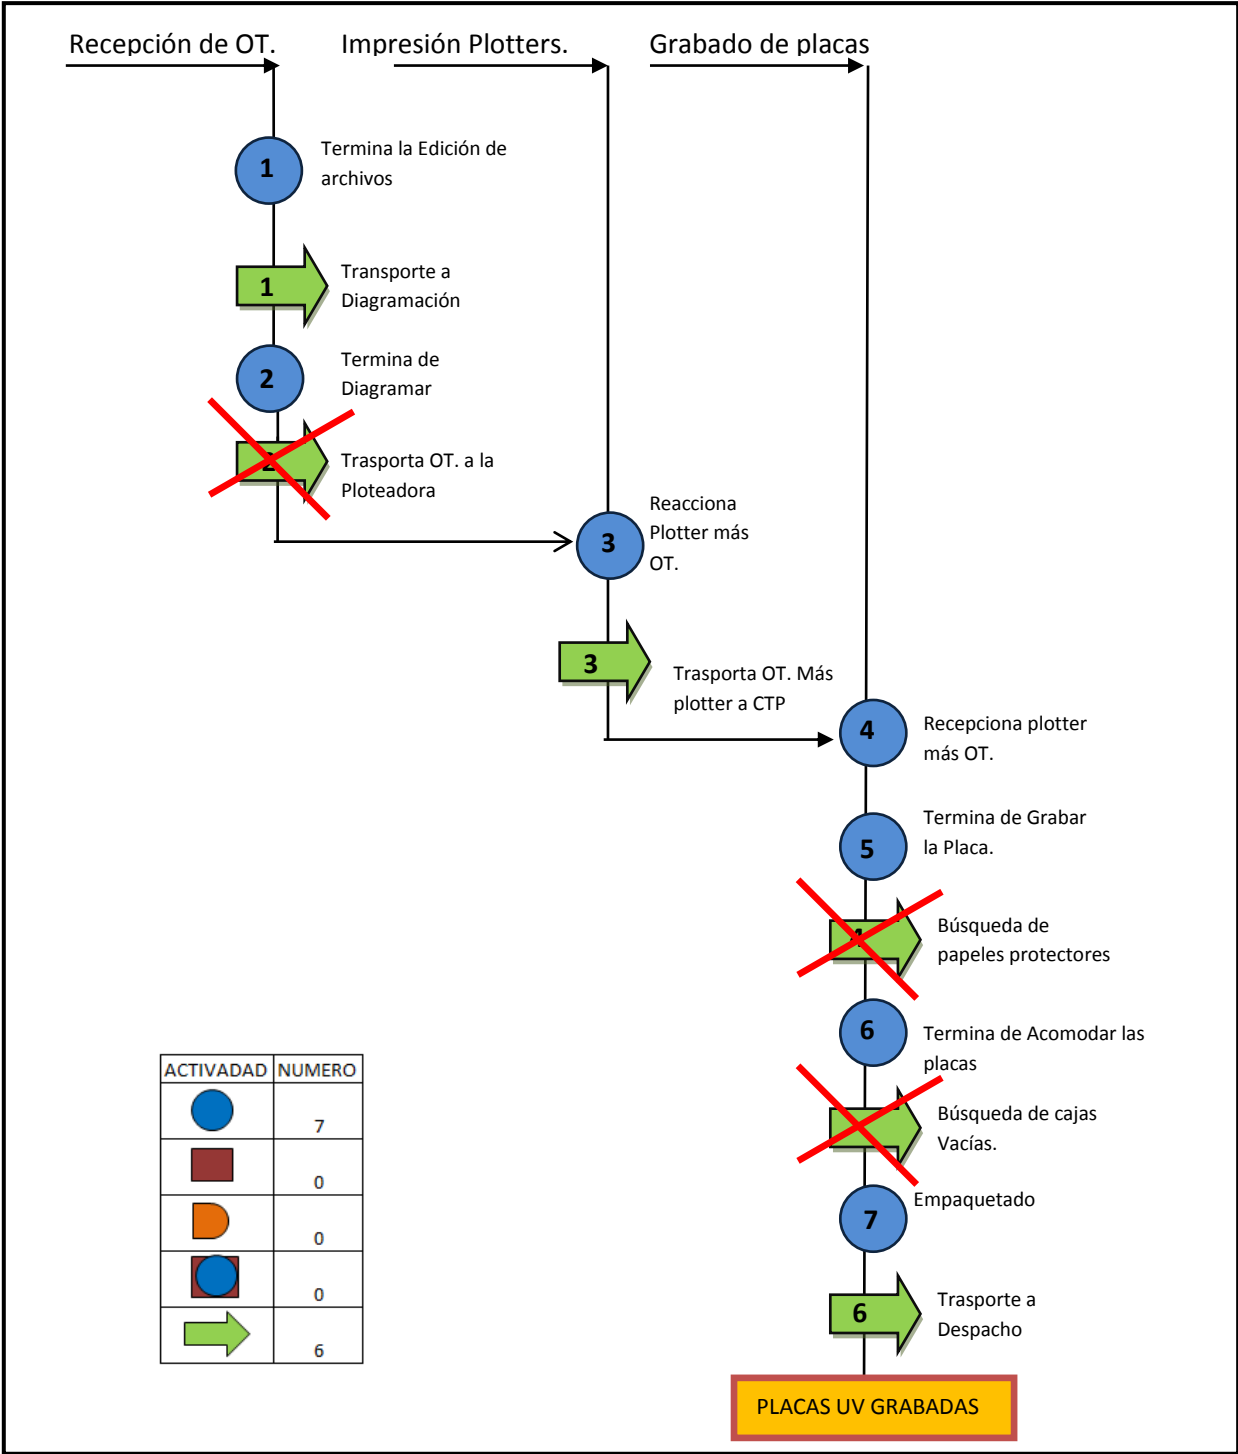 Recepción de OT.
Impresión Plotters.
Grabado de placas
1
Termina la Edición de
archivos
1
Transporte a
Diagramación
2
Termina de
Diagramar
2
Trasporta OT. a la
Ploteadora
3
Reacciona
Plotter más
OT.
3
Trasporta OT. Más
plotter a CTP
4
Recepciona plotter
más OT.
5
Termina de Grabar
la Placa.
4
Búsqueda de
papeles protectores
6
Termina de Acomodar las
placas
Búsqueda de cajas
Vacías.
7
Empaquetado
6
Trasporte a
Despacho
PLACAS UV GRABADAS
ACTIVADAD NUMERO
7
0
0
0
6